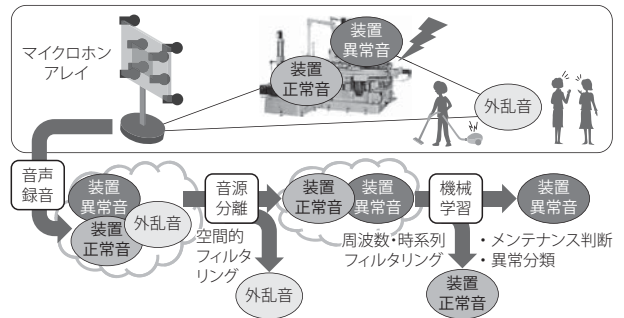 マイクロホン
アレイ
装置
異常音
装置
正常音
外乱音
音声
録音
装置
異常音
装置
正常音
外乱音
音源
分離
空間的
フィルタ
リング
外乱音
装置
正常音
装置
異常音
周波数・時系列
フィルタリング
機械
学習
装置
異常音
・メンテナンス判断
・異常分類
装置
正常音